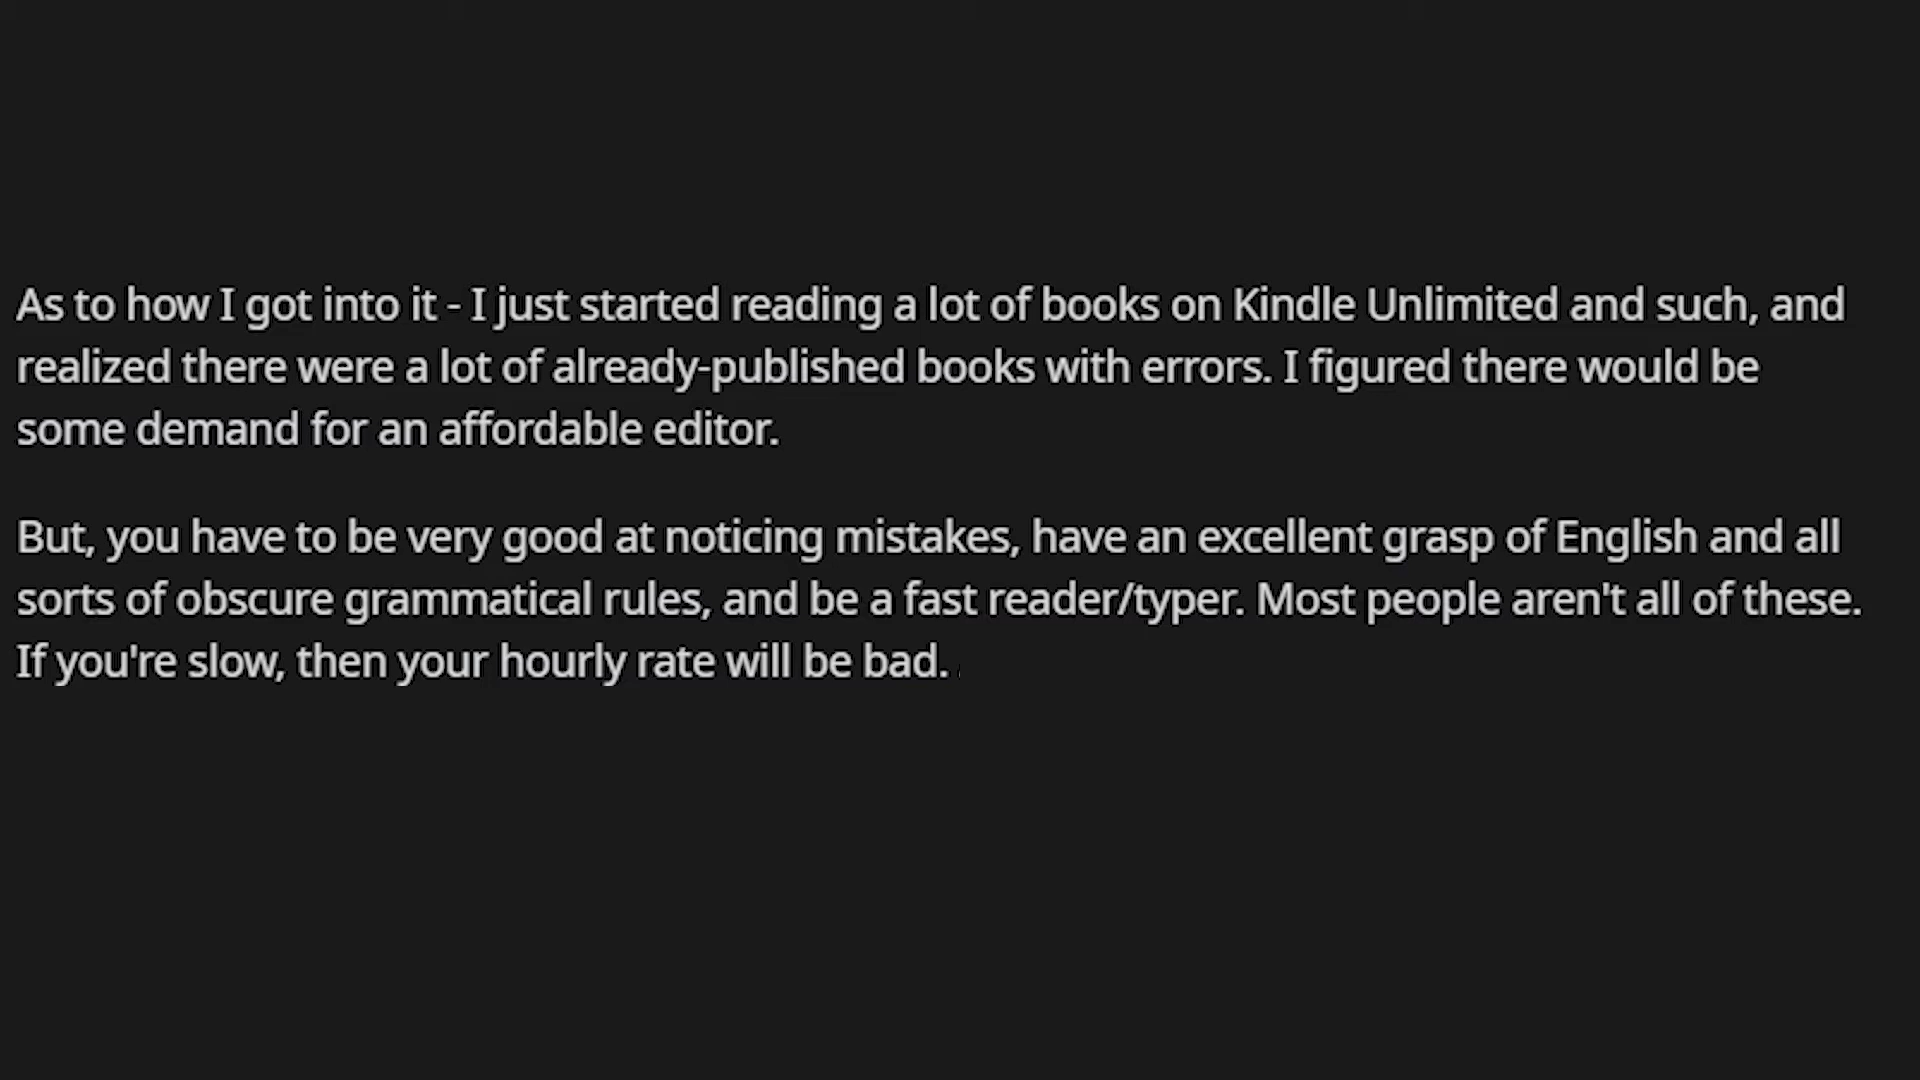 As to how I got into it - I just started reading a lot of books on Kindle Unlimited and such, and
realized there were a lot of already-published books with errors. I figured there would be
some demand for an affordable editor.
But, you have to be very good at noticing mistakes, have an excellent grasp of English and all
sorts of obscure grammatical rules, and be a fast reader/typer. Most people aren't all of these.
If you're slow, then your hourly rate will be bad.